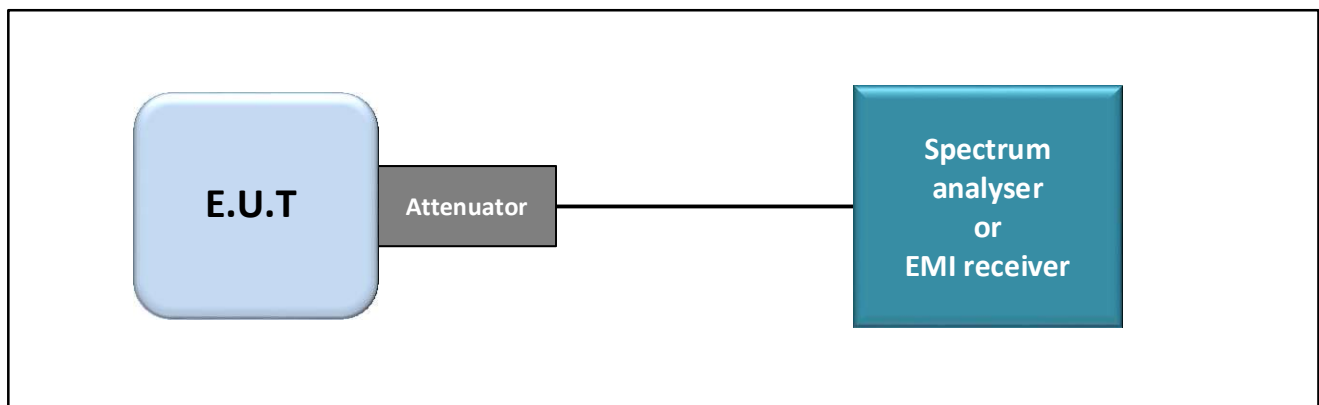 E.U.T
Attenuator
Spectrum
analyser
or
EMI receiver